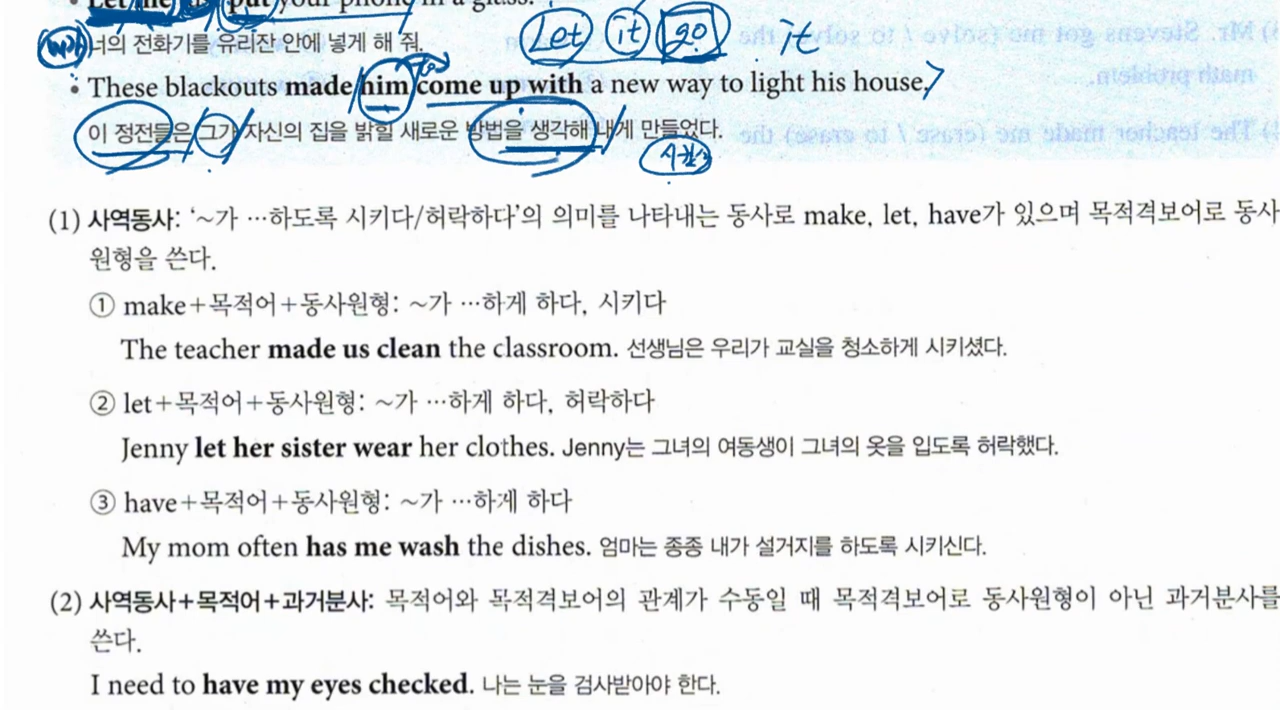 • Let me put your phone in a glass.
너의 전화기를 유리잔 안에 넣게 해 줘.
Let it go it
• These blackouts made him come up with a new way to light his house.
이 정전들은 그가 자신의 집을 밝힐 새로운 방법을 생각해 내게 만들었다.
(1) 사역동사: ‘~가 …하도록 시키다/허락하다’의 의미를 나타내는 동사로 make, let, have가 있으며 목적격보어로 동사
원형을 쓴다.
① make+목적어+동사원형: ~가 …하게 하다, 시키다
The teacher made us clean the classroom. 선생님은 우리가 교실을 청소하게 시키셨다.
② let+목적어+동사원형: ~가 …하게 하다, 허락하다
Jenny let her sister wear her clothes. Jenny는 그녀의 여동생이 그녀의 옷을 입도록 허락했다.
③ have+목적어+동사원형: ~가 …하게 하다
My mom often has me wash the dishes. 엄마는 종종 내가 설거지를 하도록 시키신다.
(2) 사역동사+목적어+과거분사: 목적어와 목적격보어의 관계가 수동일 때 목적격보어로 동사원형이 아닌 과거분사를
쓴다.
I need to have my eyes checked. 나는 눈을 검사받아야 한다.